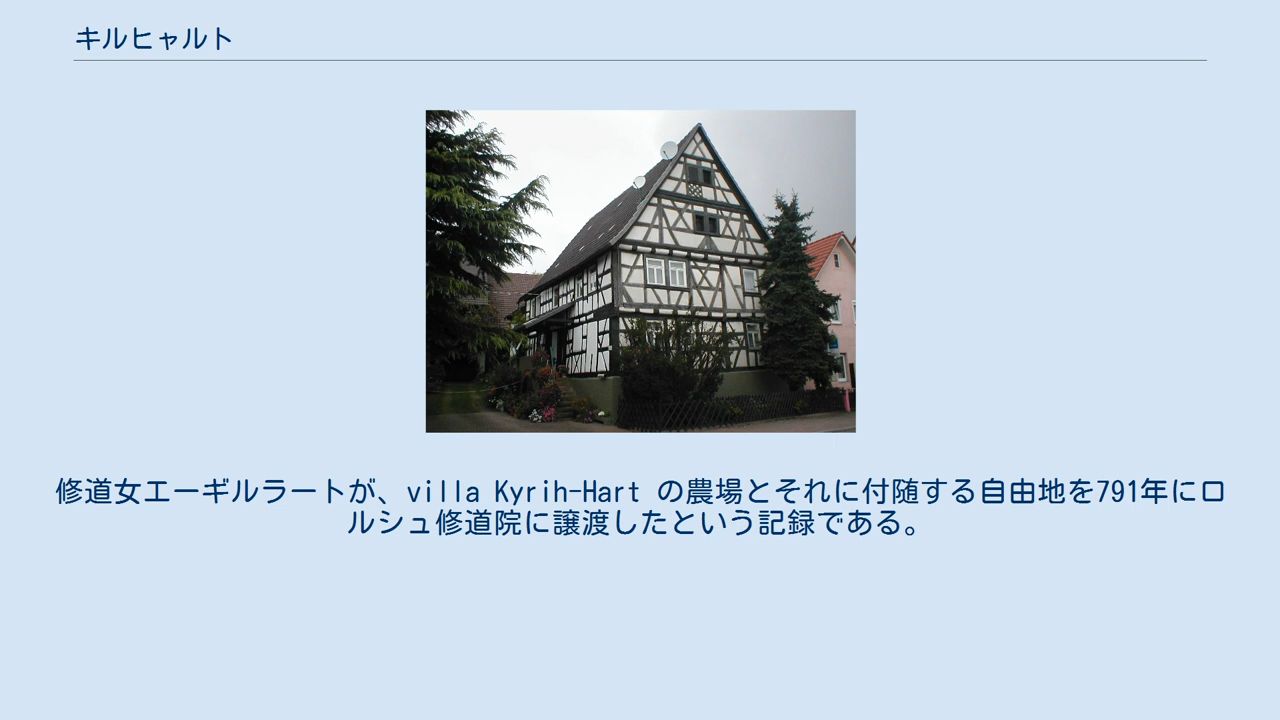 キルヒャルト
修道女エーギルラートが、villa Kyrih-Hart の農場とそれに付随する自由地を791年にロ
ルシュ修道院に譲渡したという記録である。